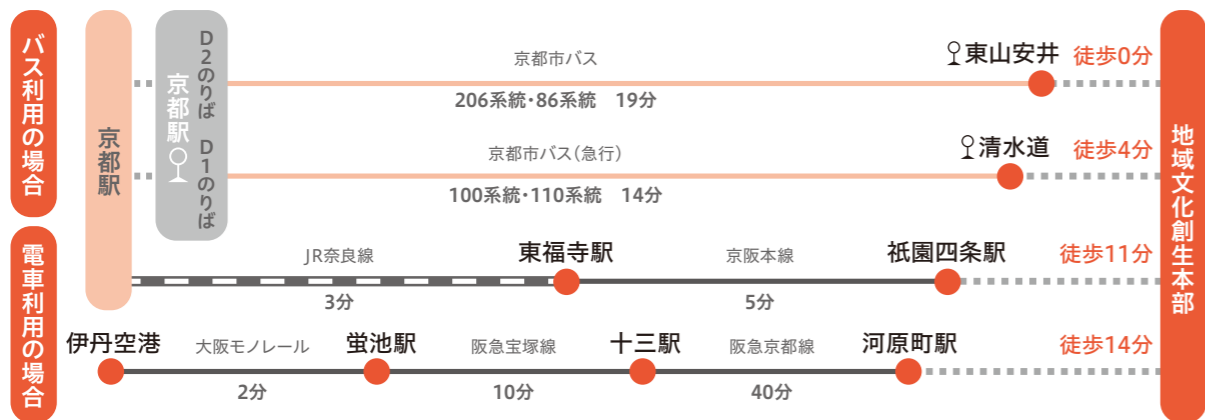 バス利用の場合
電車利用の場合
京都駅
京都駅
D2のりば
D1のりば
京都市バス
206系統・86系統 19分
東山安井
徒歩0分
京都市バス(急行)
100系統・110系統 14分
清水道
徒歩4分
JR奈良線
3分
東福寺駅
京阪本線
5分
祇園四条駅
徒歩11分
伊丹空港
大阪モノレール
2分
蛍池駅
阪急宝塚線
10分
十三駅
阪急京都線
40分
河原町駅
徒歩14分
地域文化創生本部